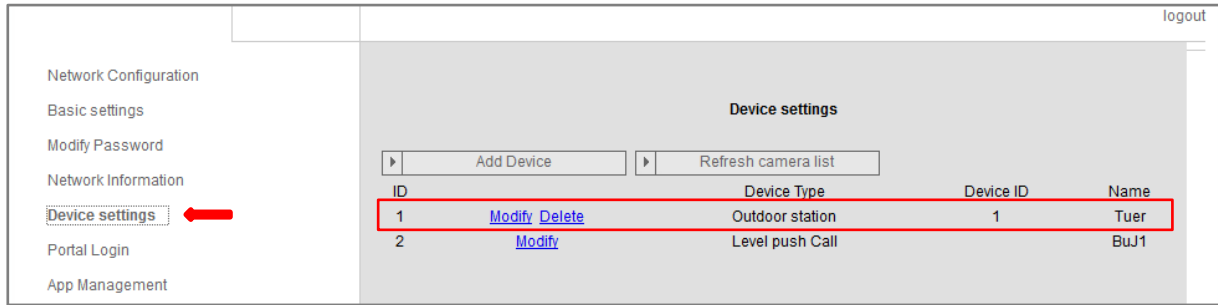 logout
Network Configuration
Basic settings
Modify Password
Network Information
Device settings
Portal Login
App Management
Device settings
Add Device Refresh camera list
ID Device Type Device ID Name
1 Modify Delete Outdoor station 1 Tuer
2 Modify Level push Call BuJ1